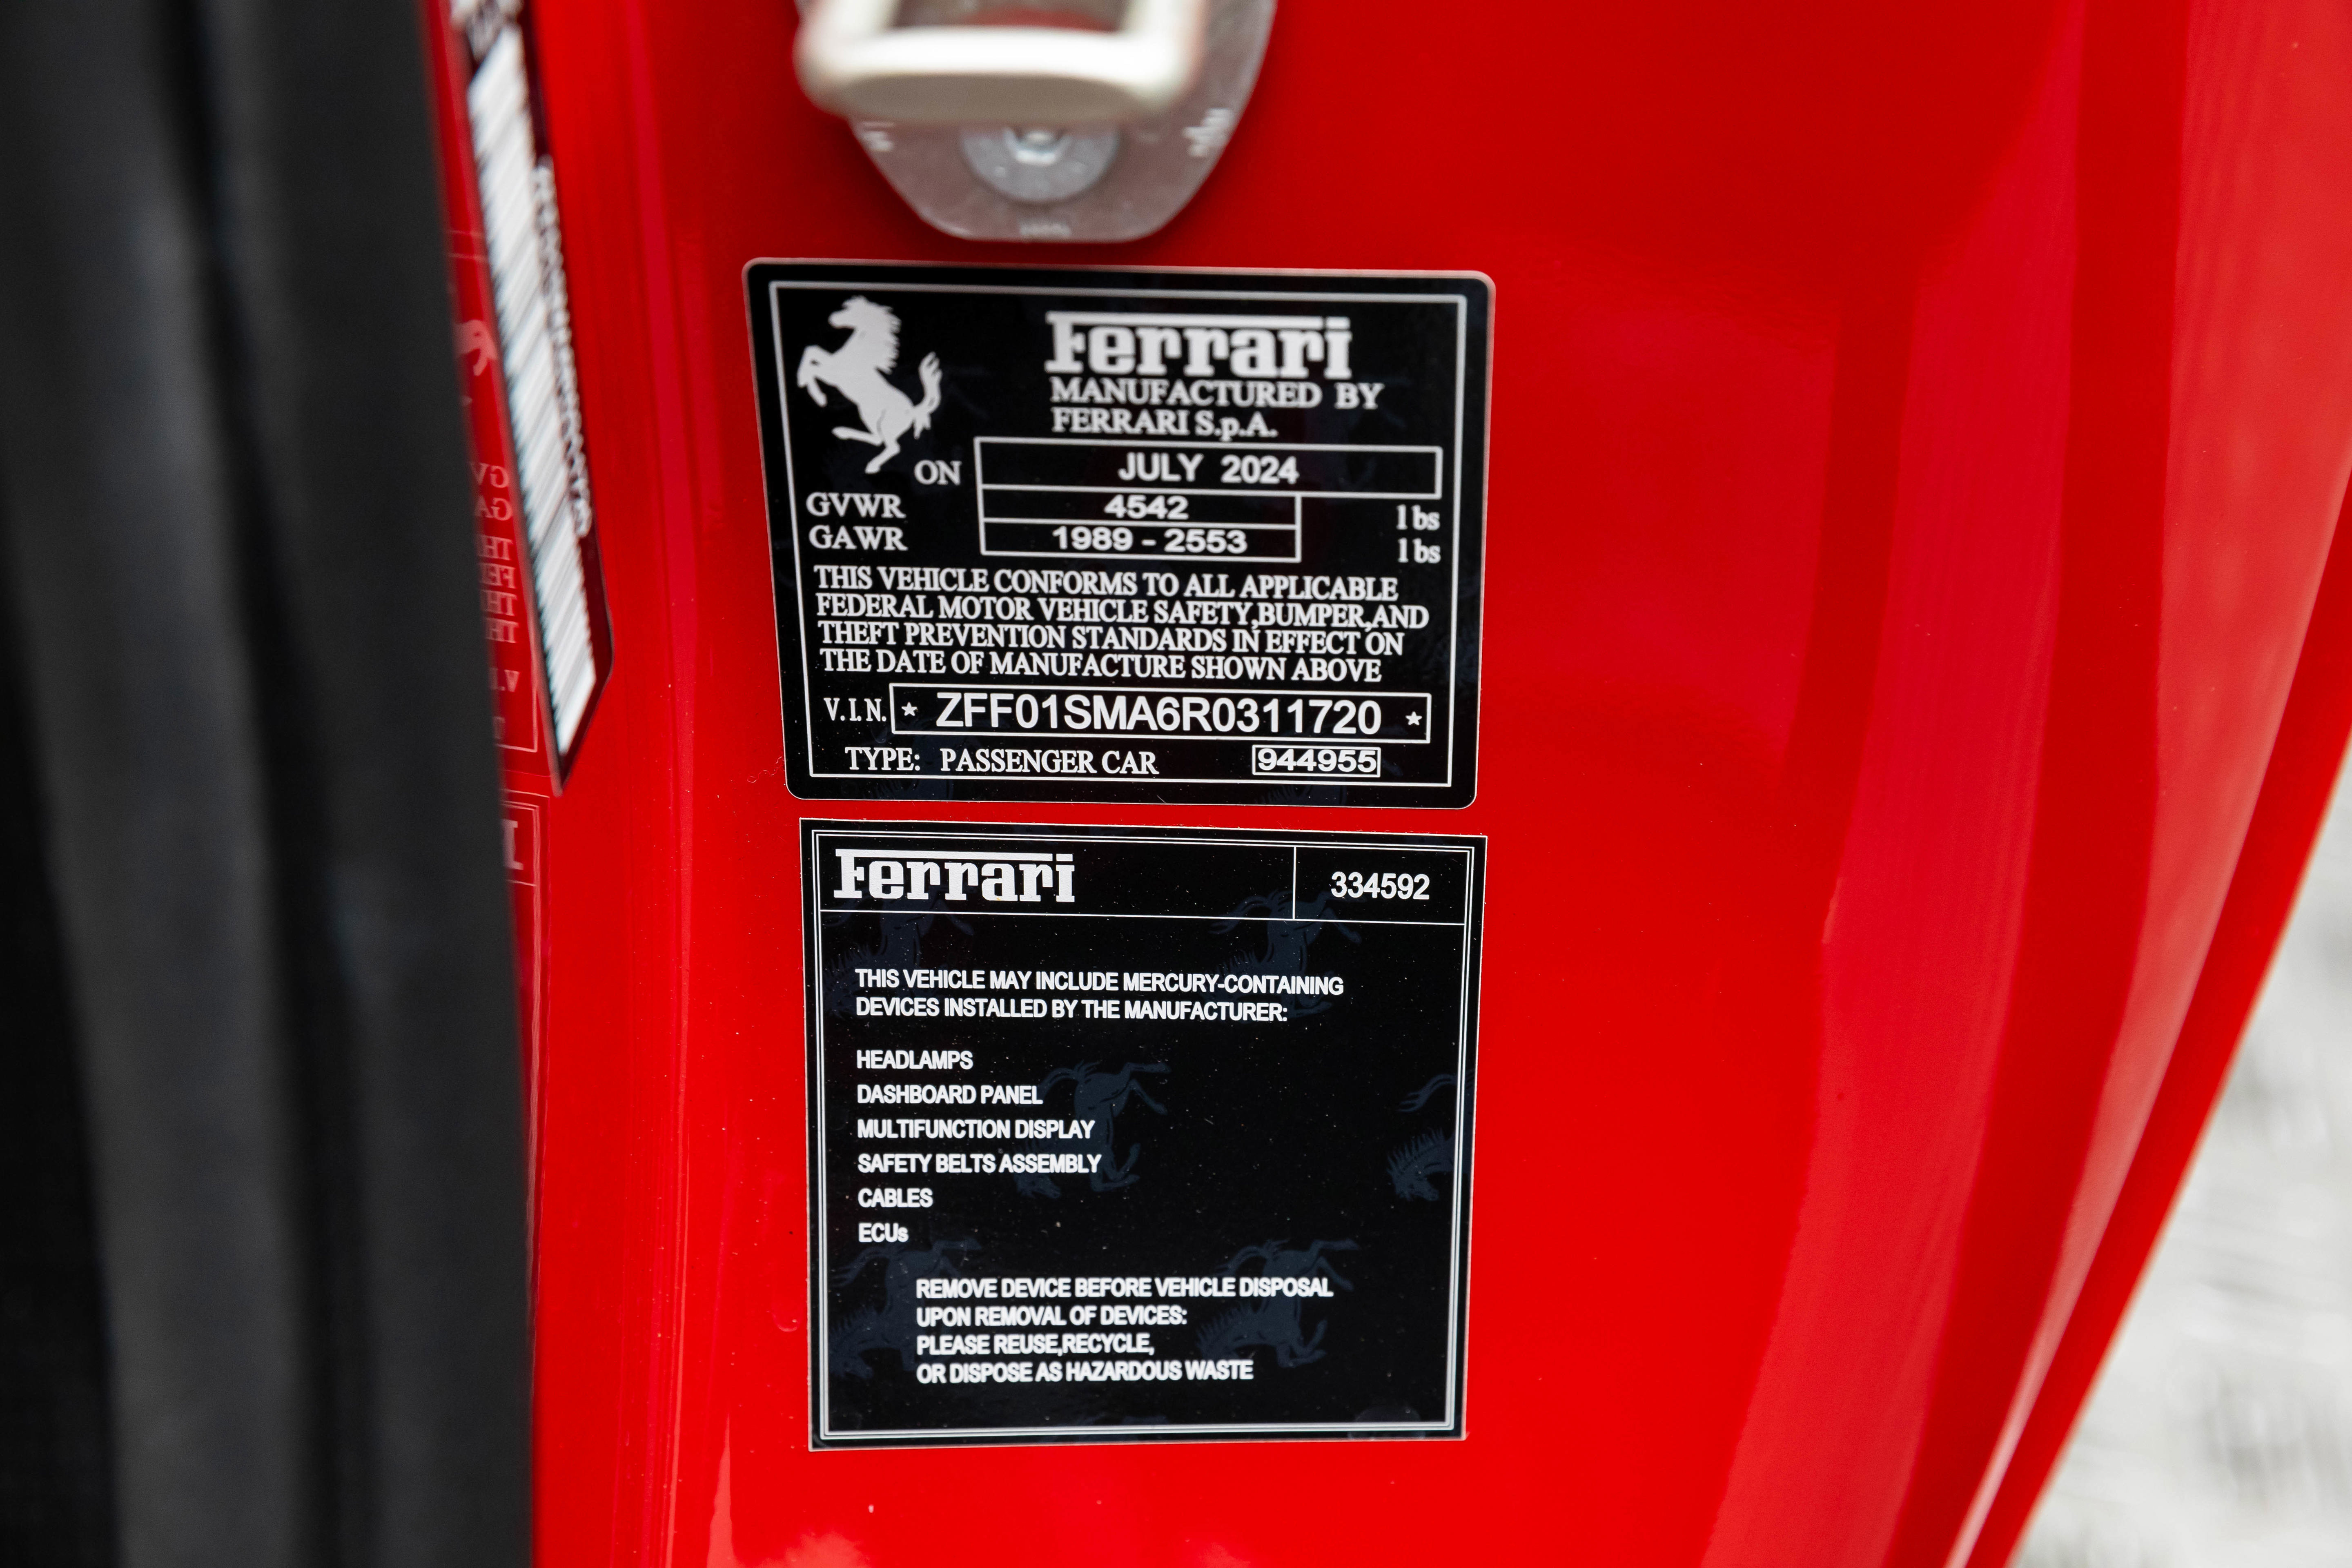 Ferrari
MANUFACTURED BY
FERRARI S.p.A.
ON JULY 2024
GVWR 4542 lbs
GAWR 1989 - 2553 lbs
THIS VEHICLE CONFORMS TO ALL APPLICABLE
FEDERAL MOTOR VEHICLE SAFETY,BUMPER,AND
THEFT PREVENTION STANDARDS IN EFFECT ON
THE DATE OF MANUFACTURE SHOWN ABOVE
V.I.N. * ZFF01SMA6R0311720 *
TYPE: PASSENGER CAR 944955
Ferrari 334592
THIS VEHICLE MAY INCLUDE MERCURY-CONTAINING
DEVICES INSTALLED BY THE MANUFACTURER:
HEADLAMPS
DASHBOARD PANEL
MULTIFUNCTION DISPLAY
SAFETY BELTS ASSEMBLY
CABLES
ECUs
REMOVE DEVICE BEFORE VEHICLE DISPOSAL
UPON REMOVAL OF DEVICES:
PLEASE REUSE,RECYCLE,
OR DISPOSE AS HAZARDOUS WASTE